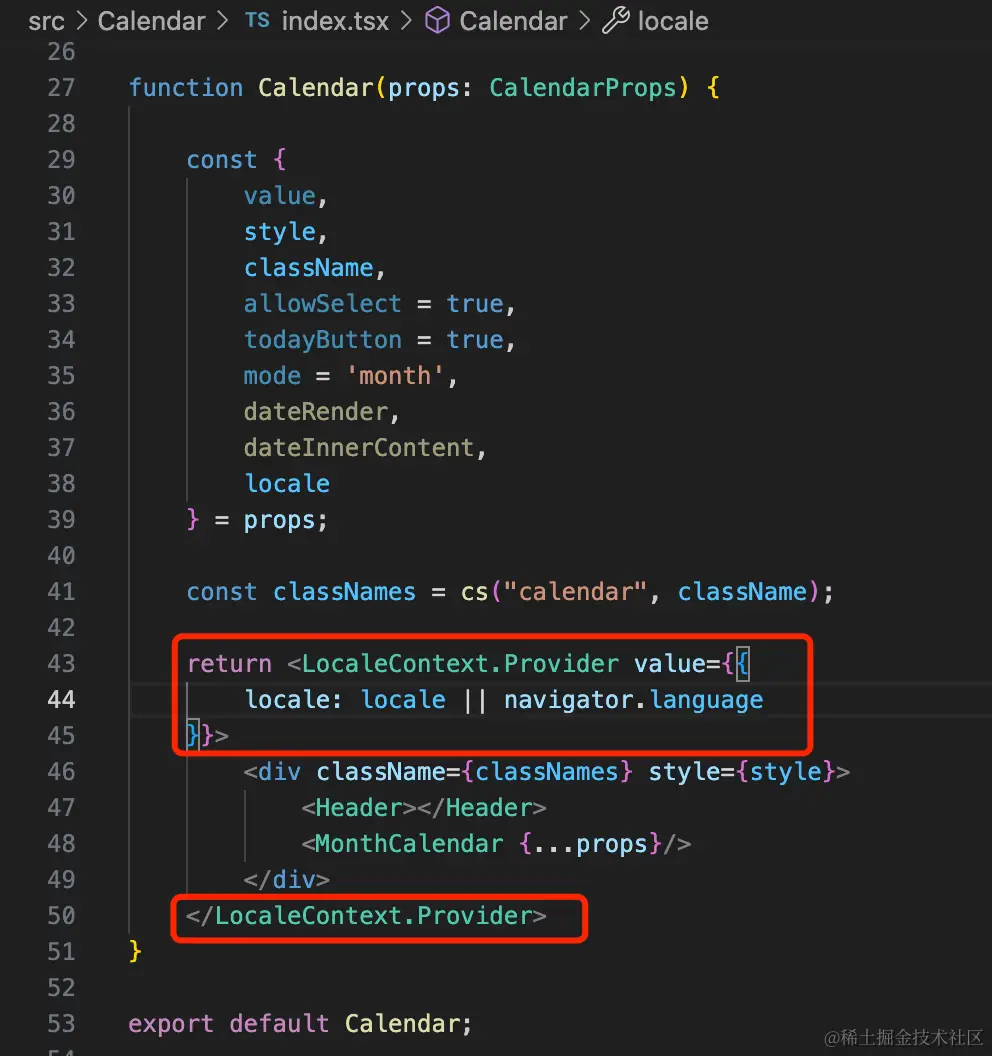 src > Calendar > TS index.tsx > Calendar > locale
26
27 function Calendar(props: CalendarProps) {
28
29     const {
30         value,
31         style,
32         className,
33         allowSelect = true,
34         todayButton = true,
35         mode = 'month',
36         dateRender,
37         dateInnerContent,
38         locale
39     } = props;
40
41     const classNames = cs("calendar", className);
42
43     return <LocaleContext.Provider value={{
44         locale: locale || navigator.language
45     }}>
46         <div className={classNames} style={style}>
47             <Header></Header>
48             <MonthCalendar {...props}/>
49         </div>
50     </LocaleContext.Provider>
51 }
52
53 export default Calendar;
54
@稀土掘金技术社区